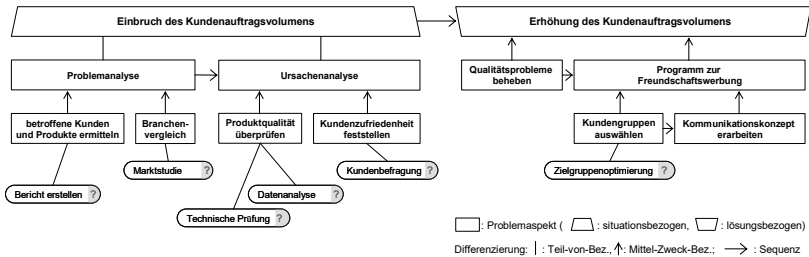 Einbruch des Kundenauftragsvolumens
Erhöhung des Kundenauftragsvolumens
Problemanalyse
Ursachenanalyse
Qualitätsprobleme
beheben
Programm zur
Freundschaftswerbung
betroffene Kunden
und Produkte ermitteln
Branchen-
vergleich
Produktqualität
überprüfen
Kundenzufriedenheit
feststellen
Kundengruppen
auswählen
Kommunikationskonzept
erarbeiten
Marktstudie ?
Kundenbefragung ?
Zielgruppenoptimierung ?
Bericht erstellen ?
Datenanalyse ?
Technische Prüfung ?
: Problemaspekt ( : situationsbezogen, : lösungsbezogen)
Differenzierung: : Teil-von-Bez., : Mittel-Zweck-Bez.; : Sequenz